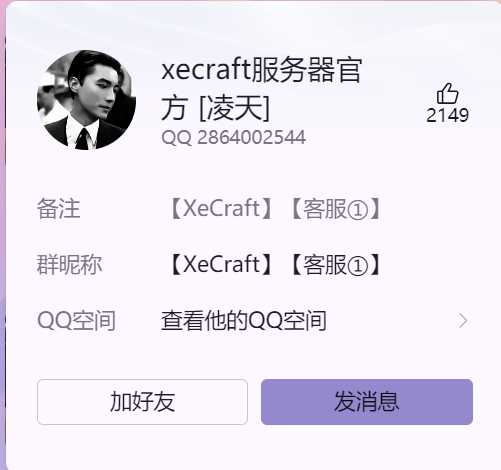 xecraft服务器官
方 [凌天]
QQ 2864002544
2149
备注 【XeCraft】【客服①】
群昵称 【XeCraft】【客服①】
QQ空间 查看他的QQ空间
加好友 发消息